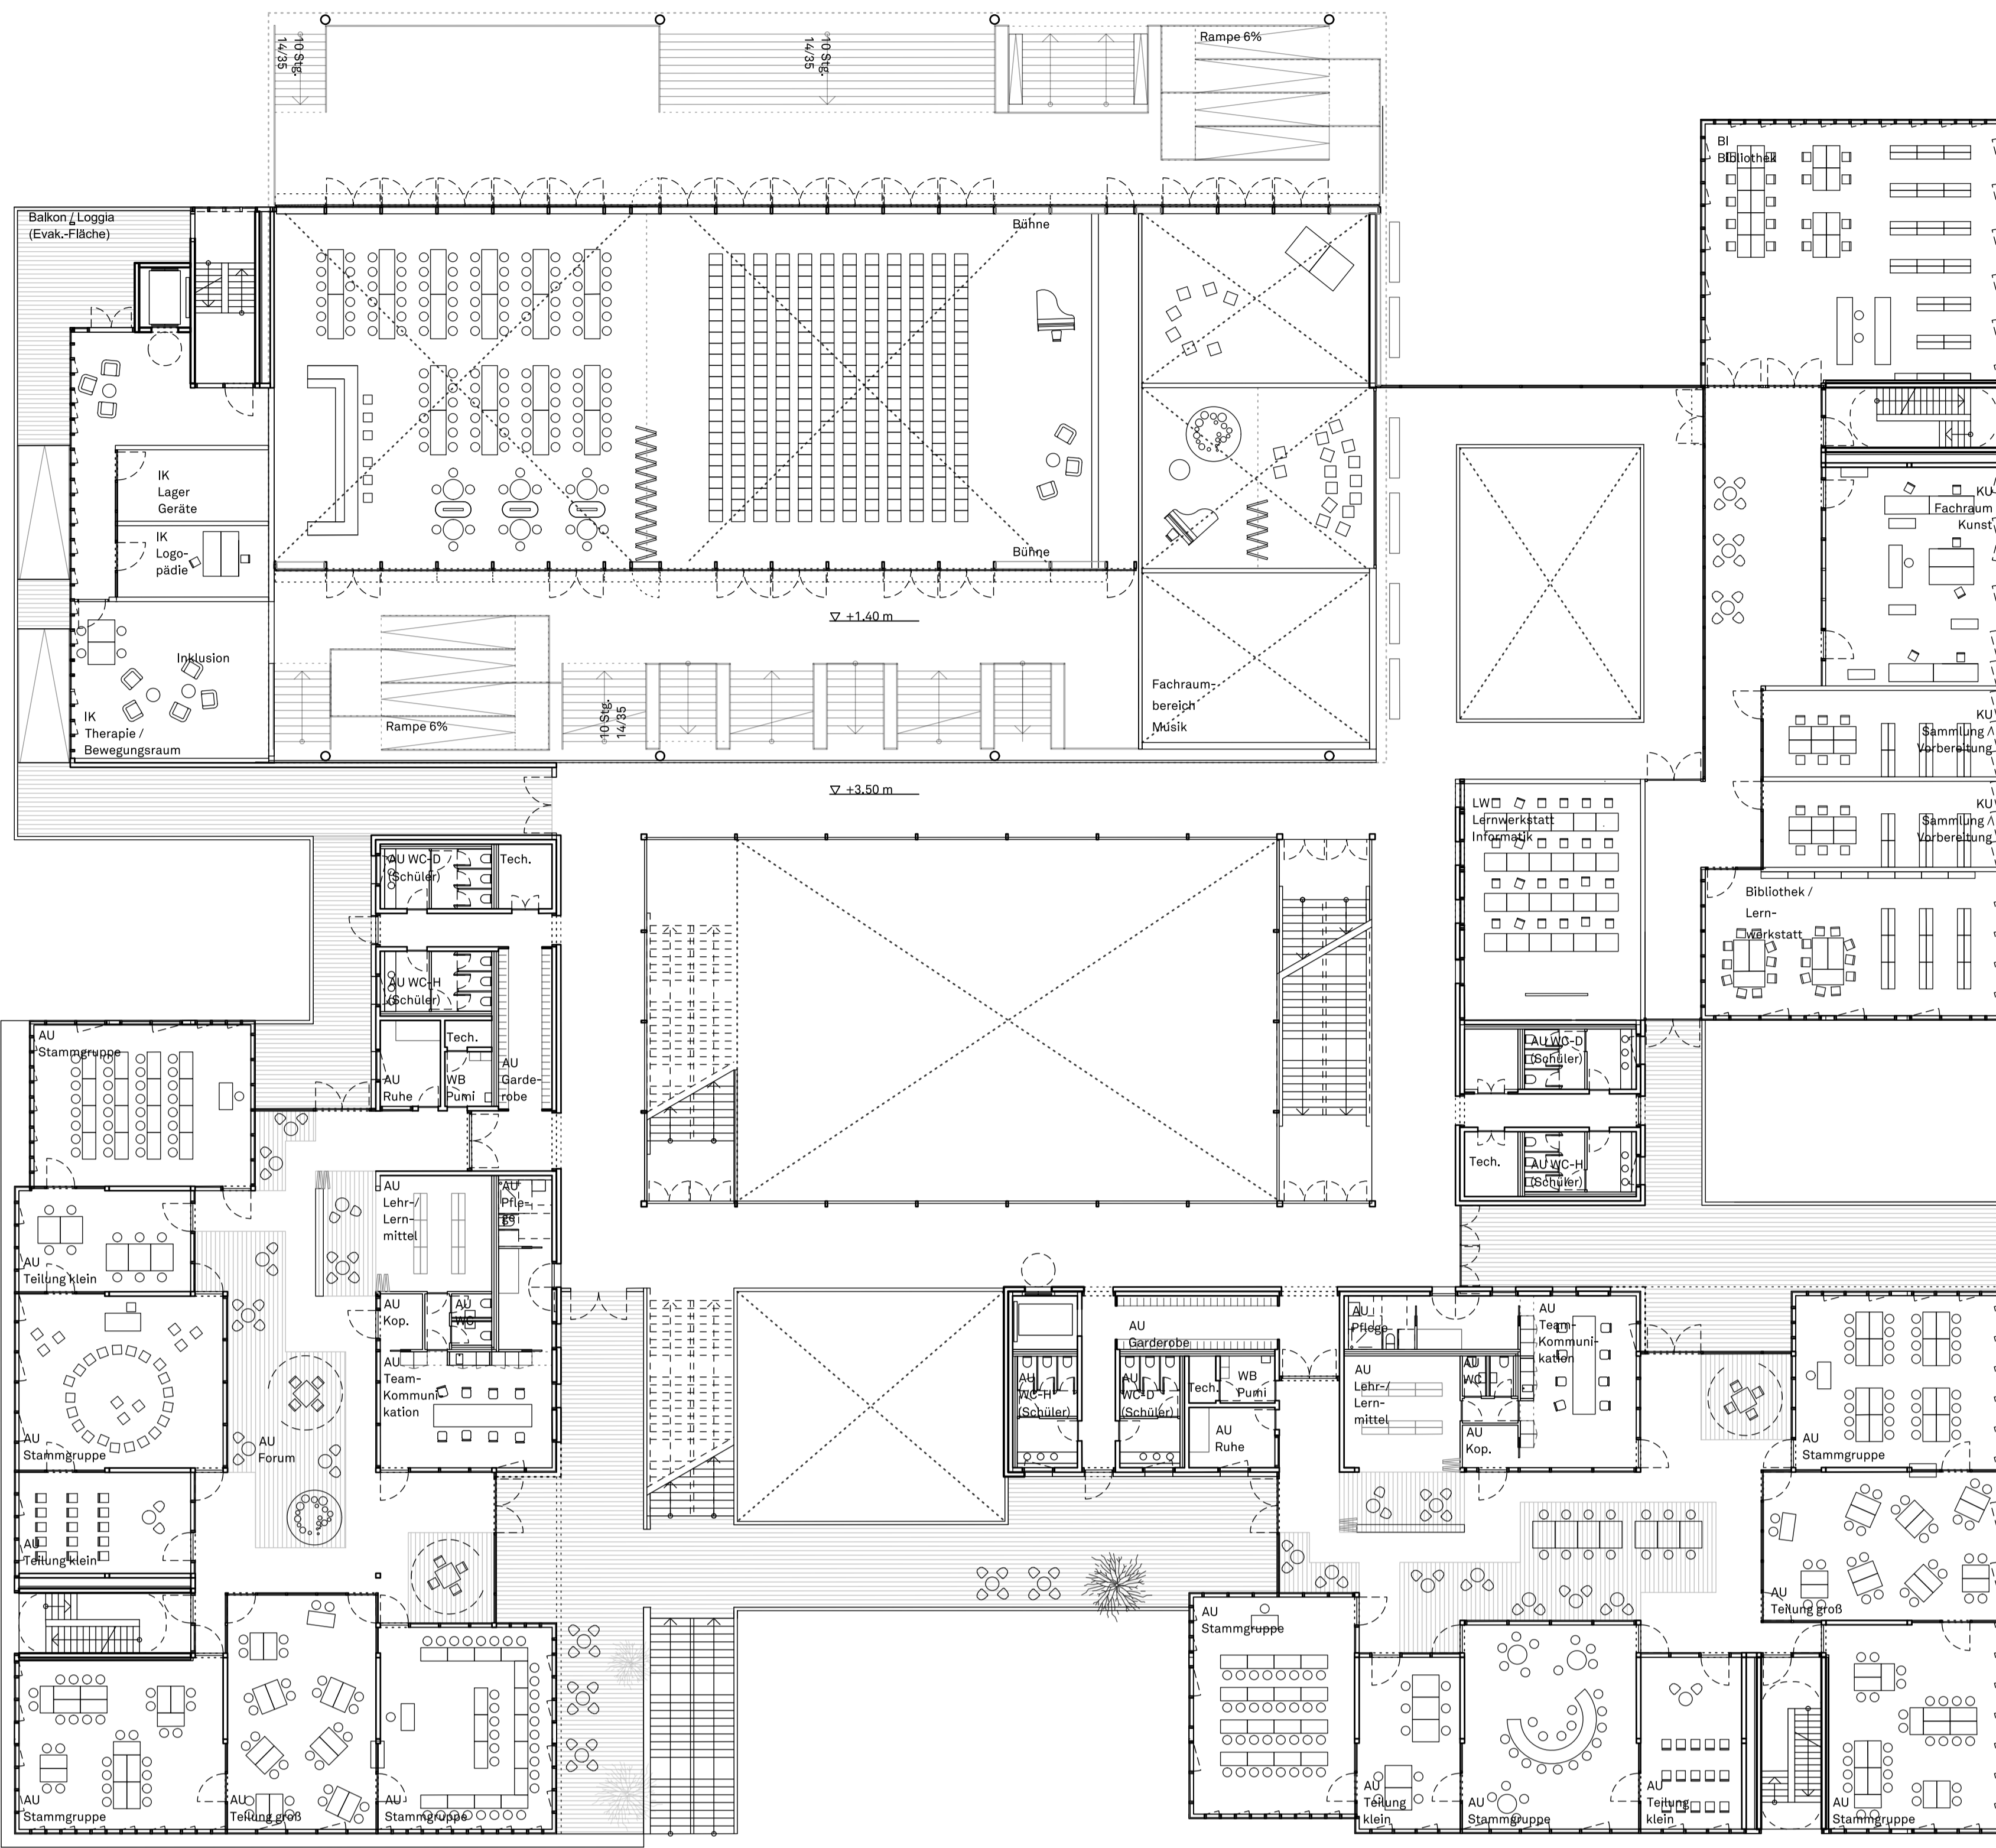 10 Stg.
14/35
10 Stg.
14/35
Rampe 6%
BI
Bibliothek
Balkon / Loggia
(Evak.-Fläche)
Bühne
IK
Lager
Geräte
IK
Logo-
pädie
Bühne
KU
Fachraum
Kunst
+1.40 m
Inklusion
IK
Therapie /
Bewegungsraum
Rampe 6%
10 Stg.
14/35
Fachraum-
bereich
Musik
KU
Sammlung /
Vorbereitung
+3.50 m
LW
Lernwerkstatt
Informatik
KU
Sammlung /
Vorbereitung
Bibliothek /
Lern-
werkstatt
AU WC-D
(Schüler)
Tech.
AU WC-H
(Schüler)
AU
Stammgruppe
Tech.
AU
Ruhe
WB
Pumi
AU
Garde-
robe
AU WC-D
(Schüler)
Tech.
AU WC-H
(Schüler)
AU
Lehr-/
Lern-
mittel
AU
Pfle-
ge
AU
Teilung klein
AU
Kop.
AU
WC
AU
Team-
Kommuni-
kation
AU
Stammgruppe
AU
Forum
AU
Teilung klein
AU
Garderobe
AU
WC-H
(Schüler)
AU
WC-D
(Schüler)
Tech.
WB
Pumi
AU
Ruhe
AU
Pflege
AU
Lehr-/
Lern-
mittel
AU
WC
AU
Kop.
AU
Team-
Kommuni-
kation
AU
Stammgruppe
AU
Teilung groß
AU
Stammgruppe
AU
Stammgruppe
AU
Teilung groß
AU
Stammgruppe
AU
Teilung
klein
AU
Stammgruppe
AU
Teilung
klein
AU
Stammgruppe